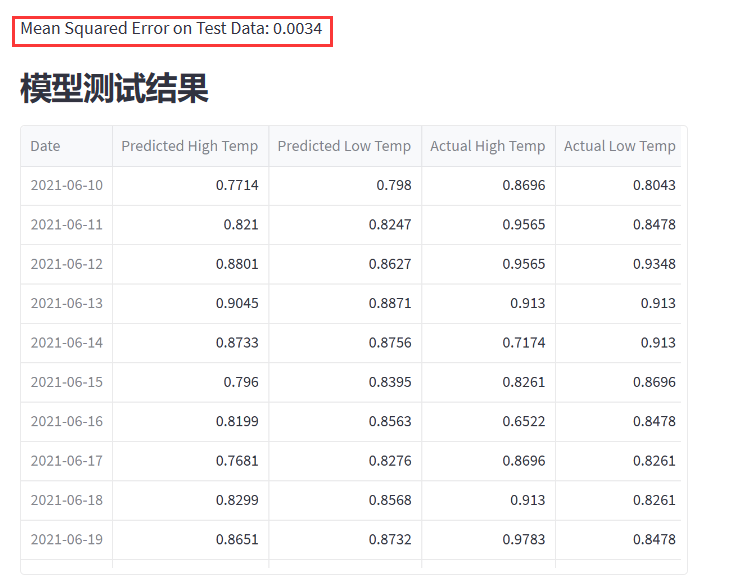 Mean Squared Error on Test Data: 0.0034
模型测试结果
Date Predicted High Temp Predicted Low Temp Actual High Temp Actual Low Temp
2021-06-10 0.7714 0.798 0.8696 0.8043
2021-06-11 0.821 0.8247 0.9565 0.8478
2021-06-12 0.8801 0.8627 0.9565 0.9348
2021-06-13 0.9045 0.8871 0.913 0.913
2021-06-14 0.8733 0.8756 0.7174 0.913
2021-06-15 0.796 0.8395 0.8261 0.8696
2021-06-16 0.8199 0.8563 0.6522 0.8478
2021-06-17 0.7681 0.8276 0.8696 0.8261
2021-06-18 0.8299 0.8568 0.913 0.8261
2021-06-19 0.8651 0.8732 0.9783 0.8478